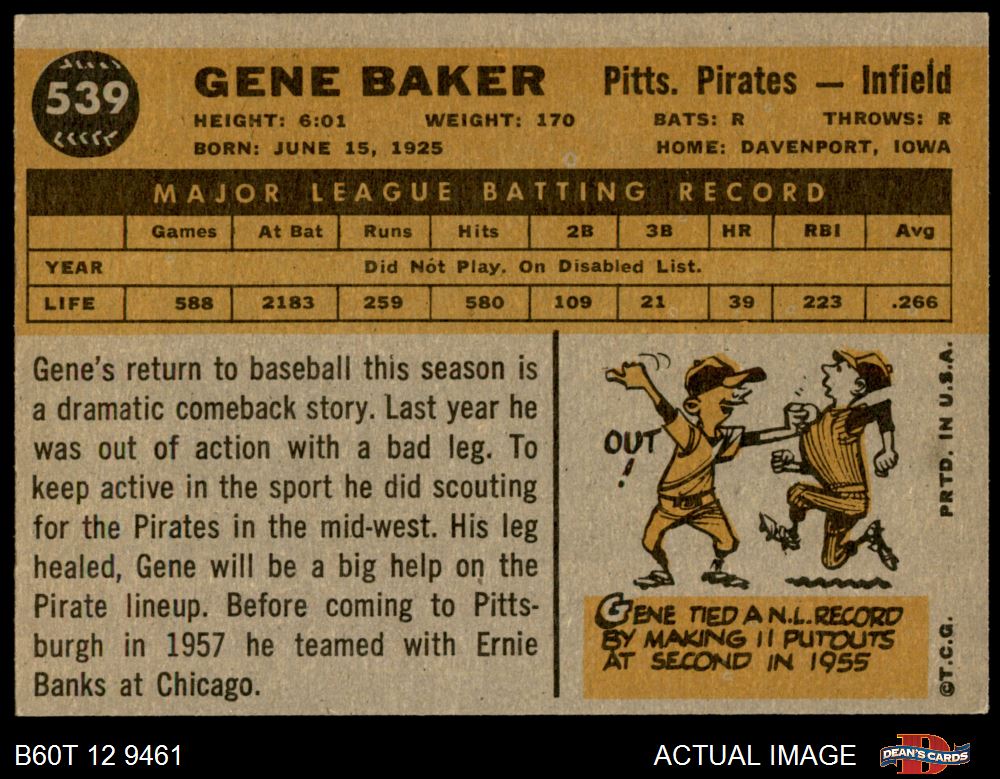 539
GENE BAKER Pitts. Pirates — Infield
HEIGHT: 6:01 WEIGHT: 170 BATS: R THROWS: R
BORN: JUNE 15, 1925 HOME: DAVENPORT, IOWA
MAJOR LEAGUE BATTING RECORD
Games At Bat Runs Hits 2B 3B HR RBI Avg
YEAR Did Not Play. On Disabled List.
LIFE 588 2183 259 580 109 21 39 223 .266
Gene's return to baseball this season is
a dramatic comeback story. Last year he
was out of action with a bad leg. To
keep active in the sport he did scouting
for the Pirates in the mid-west. His leg
healed, Gene will be a big help on the
Pirate lineup. Before coming to Pitts-
burgh in 1957 he teamed with Ernie
Banks at Chicago.
OUT
!
GENE TIED A N.L. RECORD
BY MAKING 11 PUTOUTS
AT SECOND IN 1955
PRTD. IN U.S.A.
©T.C.G.
B60T 12 9461 ACTUAL IMAGE
D
DEAN'S CARDS